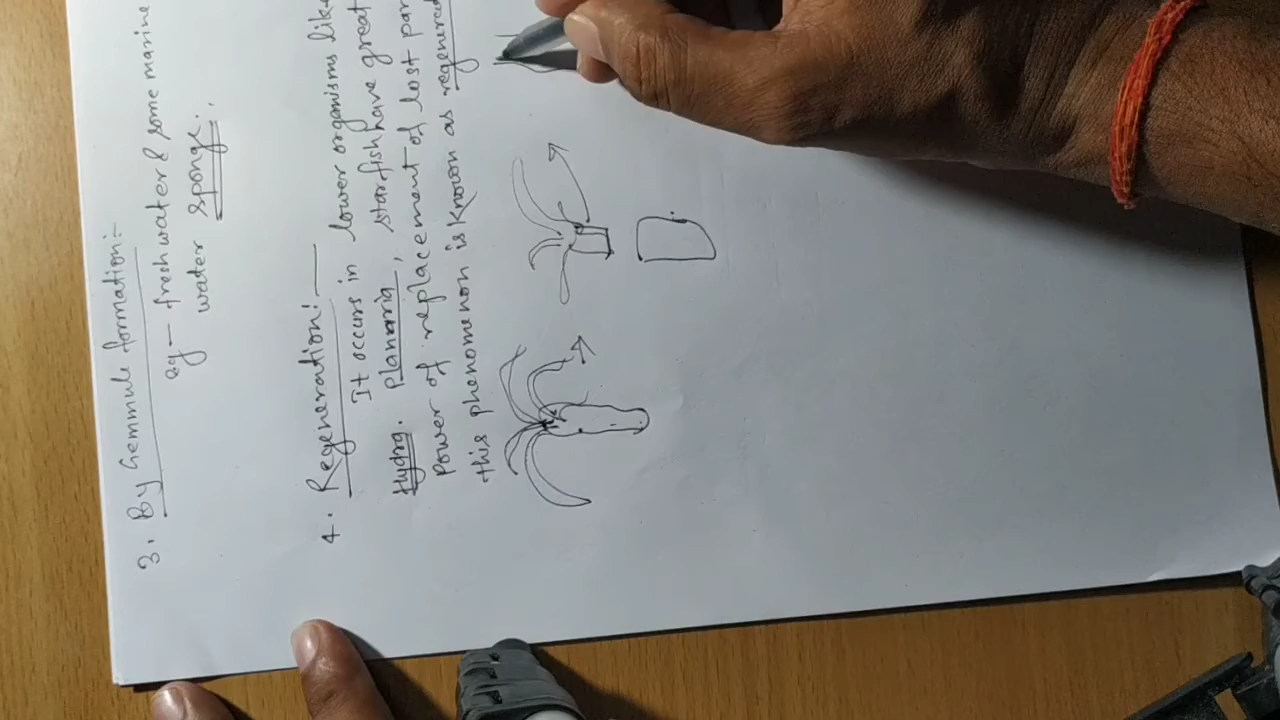 3. By Gemmule formation:-
eg — fresh water & some marine
water sponge.
4. Regeneration:—
It occurs in lower organisms like
Hydra. Planaria, starfish have great
Power of replacement of lost par
this phenomenon is known as regenered